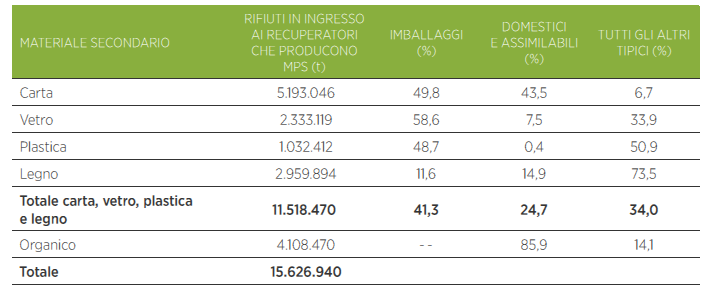 MATERIALE SECONDARIO RIFIUTI IN INGRESSO AI RECUPERATORI CHE PRODUCONO MPS (t) IMBALLAGGI (%) DOMESTICI E ASSIMILABILI (%) TUTTI GLI ALTRI TIPICI (%)
Carta 5.193.046 49,8 43,5 6,7
Vetro 2.333.119 58,6 7,5 33,9
Plastica 1.032.412 48,7 0,4 50,9
Legno 2.959.894 11,6 14,9 73,5
Totale carta, vetro, plastica e legno 11.518.470 41,3 24,7 34,0
Organico 4.108.470 -- 85,9 14,1
Totale 15.626.940